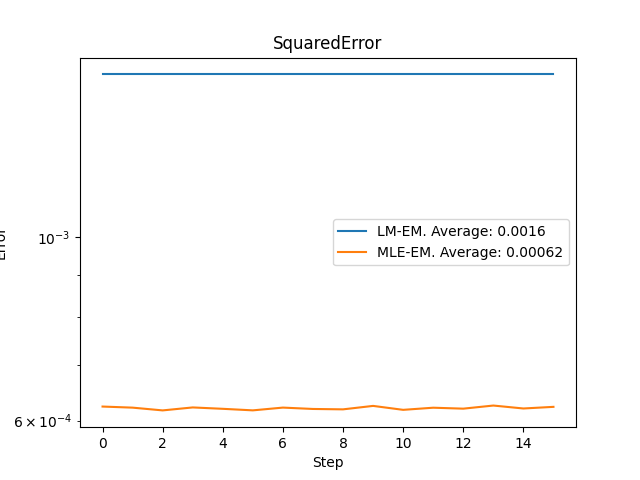 SquaredError
Error
10⁻³
6 × 10⁻⁴
LM-EM. Average: 0.0016
MLE-EM. Average: 0.00062
0 2 4 6 8 10 12 14
Step